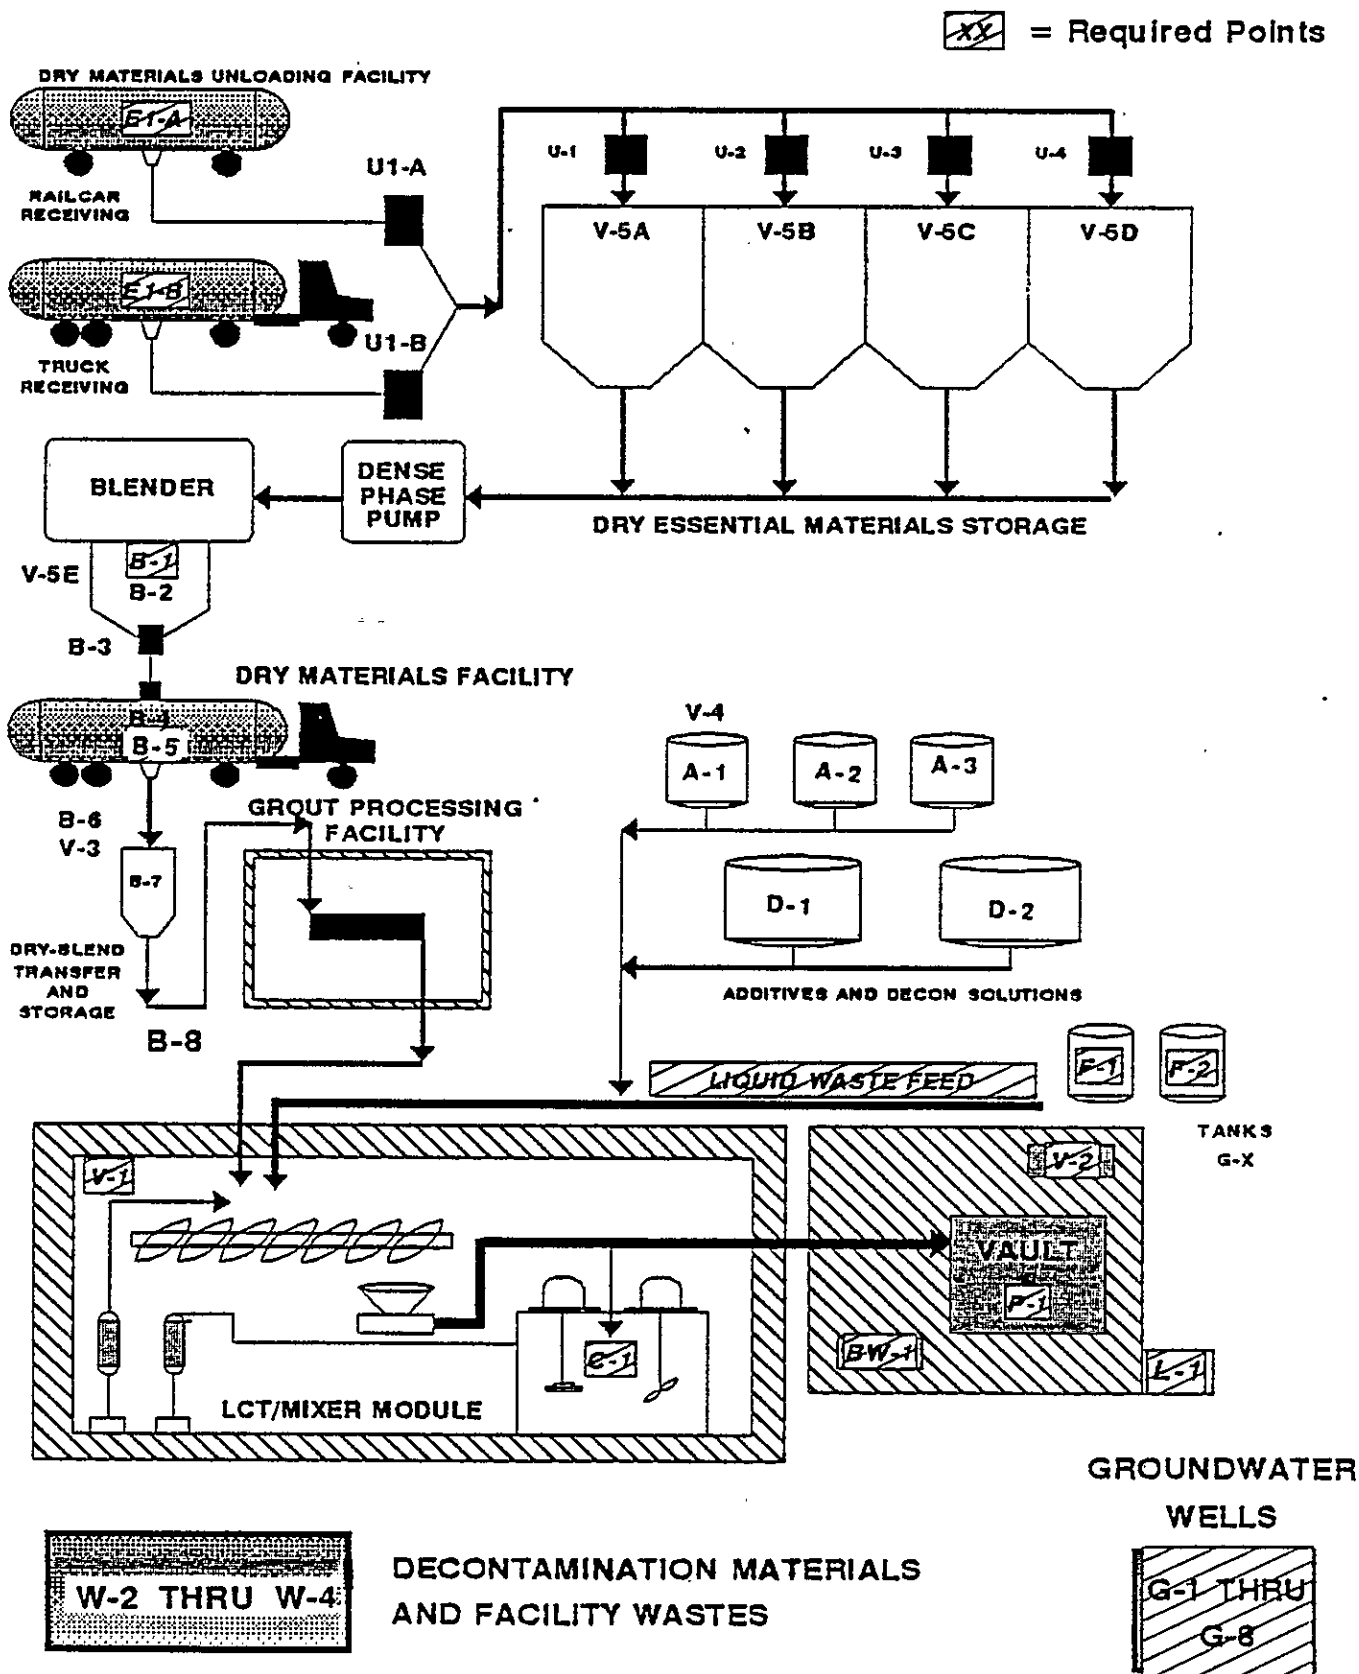 XX = Required Points
DRY MATERIALS UNLOADING FACILITY
E1-A
U-1
U-2
U-3
U-4
U1-A
RAILCAR
RECEIVING
V-5A
V-5B
V-5C
V-5D
E1-B
U1-B
TRUCK
RECEIVING
BLENDER
DENSE
PHASE
PUMP
DRY ESSENTIAL MATERIALS STORAGE
B-1
V-5E
B-2
B-3
DRY MATERIALS FACILITY
B-4
B-5
V-4
A-1
A-2
A-3
GROUT PROCESSING
FACILITY
B-6
V-3
B-7
D-1
D-2
DRY-BLEND
TRANSFER
AND
STORAGE
ADDITIVES AND DECON SOLUTIONS
B-8
LIQUID WASTE FEED
F-1
F-2
TANKS
G-X
V-1
V-2
VAULT
P-1
C-1
BW-1
L-1
LCT/MIXER MODULE
GROUNDWATER
WELLS
W-2 THRU W-4
DECONTAMINATION MATERIALS
AND FACILITY WASTES
G-1 THRU
G-8